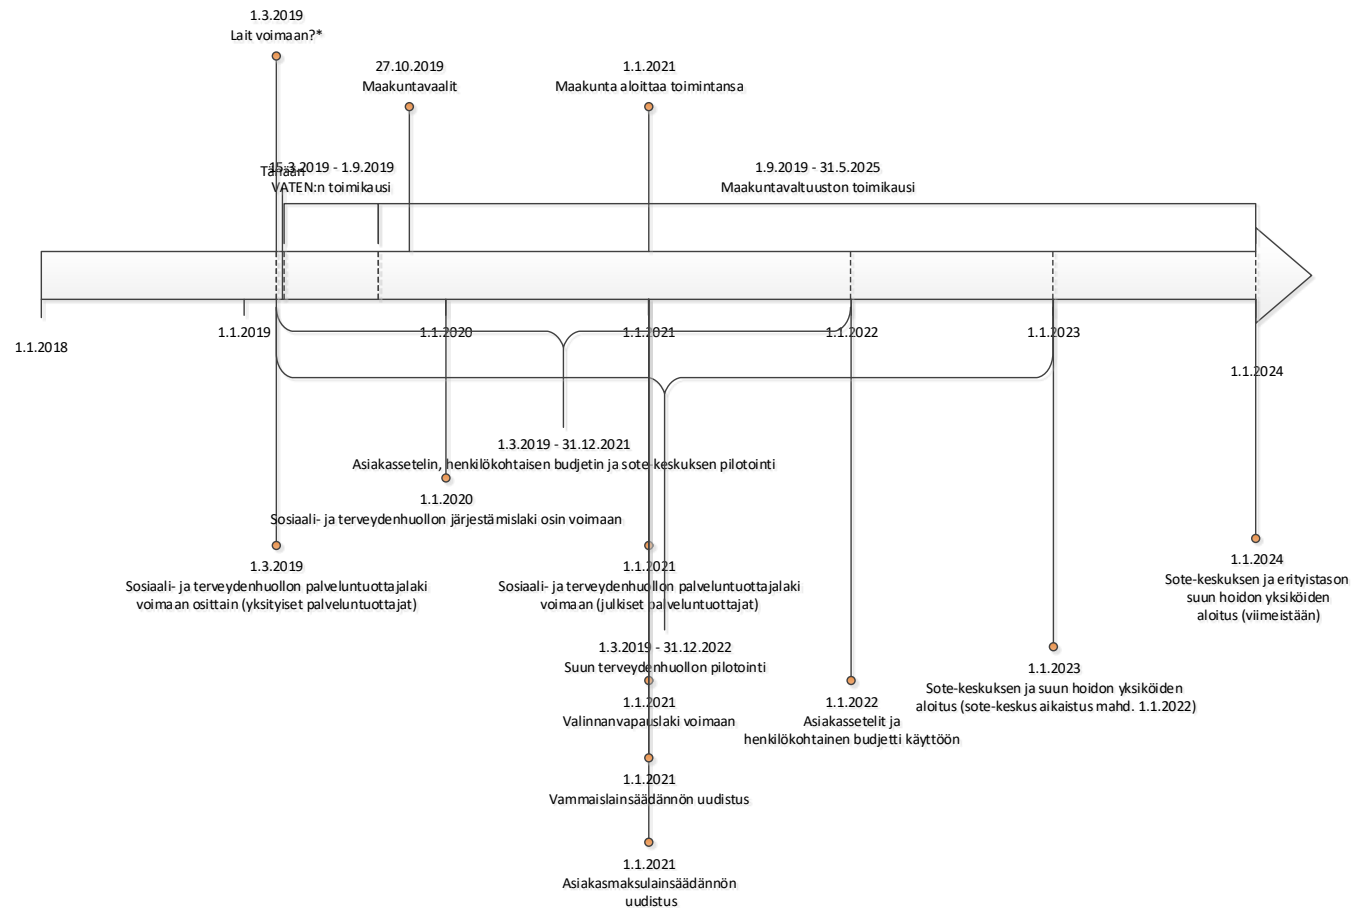 1.3.2019
Lait voimaan?*
27.10.2019
Maakuntavaalit
1.1.2021
Maakunta aloittaa toimintansa
Tänään
15.3.2019 - 1.9.2019
VATEN:n toimikausi
1.9.2019 - 31.5.2025
Maakuntavaltuuston toimikausi
1.1.2018
1.1.2019
1.1.2020
1.1.2021
1.1.2022
1.1.2023
1.1.2024
1.3.2019 - 31.12.2021
Asiakassetelin, henkilökohtaisen budjetin ja sote-keskuksen pilotointi
1.1.2020
Sosiaali- ja terveydenhuollon järjestämislaki osin voimaan
1.3.2019
Sosiaali- ja terveydenhuollon palveluntuottajalaki
voimaan osittain (yksityiset palveluntuottajat)
1.1.2021
Sosiaali- ja terveydenhuollon palveluntuottajalaki
voimaan (julkiset palveluntuottajat)
1.1.2024
Sote-keskuksen ja erityistason
suun hoidon yksiköiden
aloitus (viimeistään)
1.3.2019 - 31.12.2022
Suun terveydenhuollon pilotointi
1.1.2023
Sote-keskuksen ja suun hoidon yksiköiden
aloitus (sote-keskus aikaistus mahd. 1.1.2022)
1.1.2021
Valinnanvapauslaki voimaan
1.1.2022
Asiakassetelit ja
henkilökohtainen budjetti käyttöön
1.1.2021
Vammaislainsäädännön uudistus
1.1.2021
Asiakasmaksulainsäädännön
uudistus